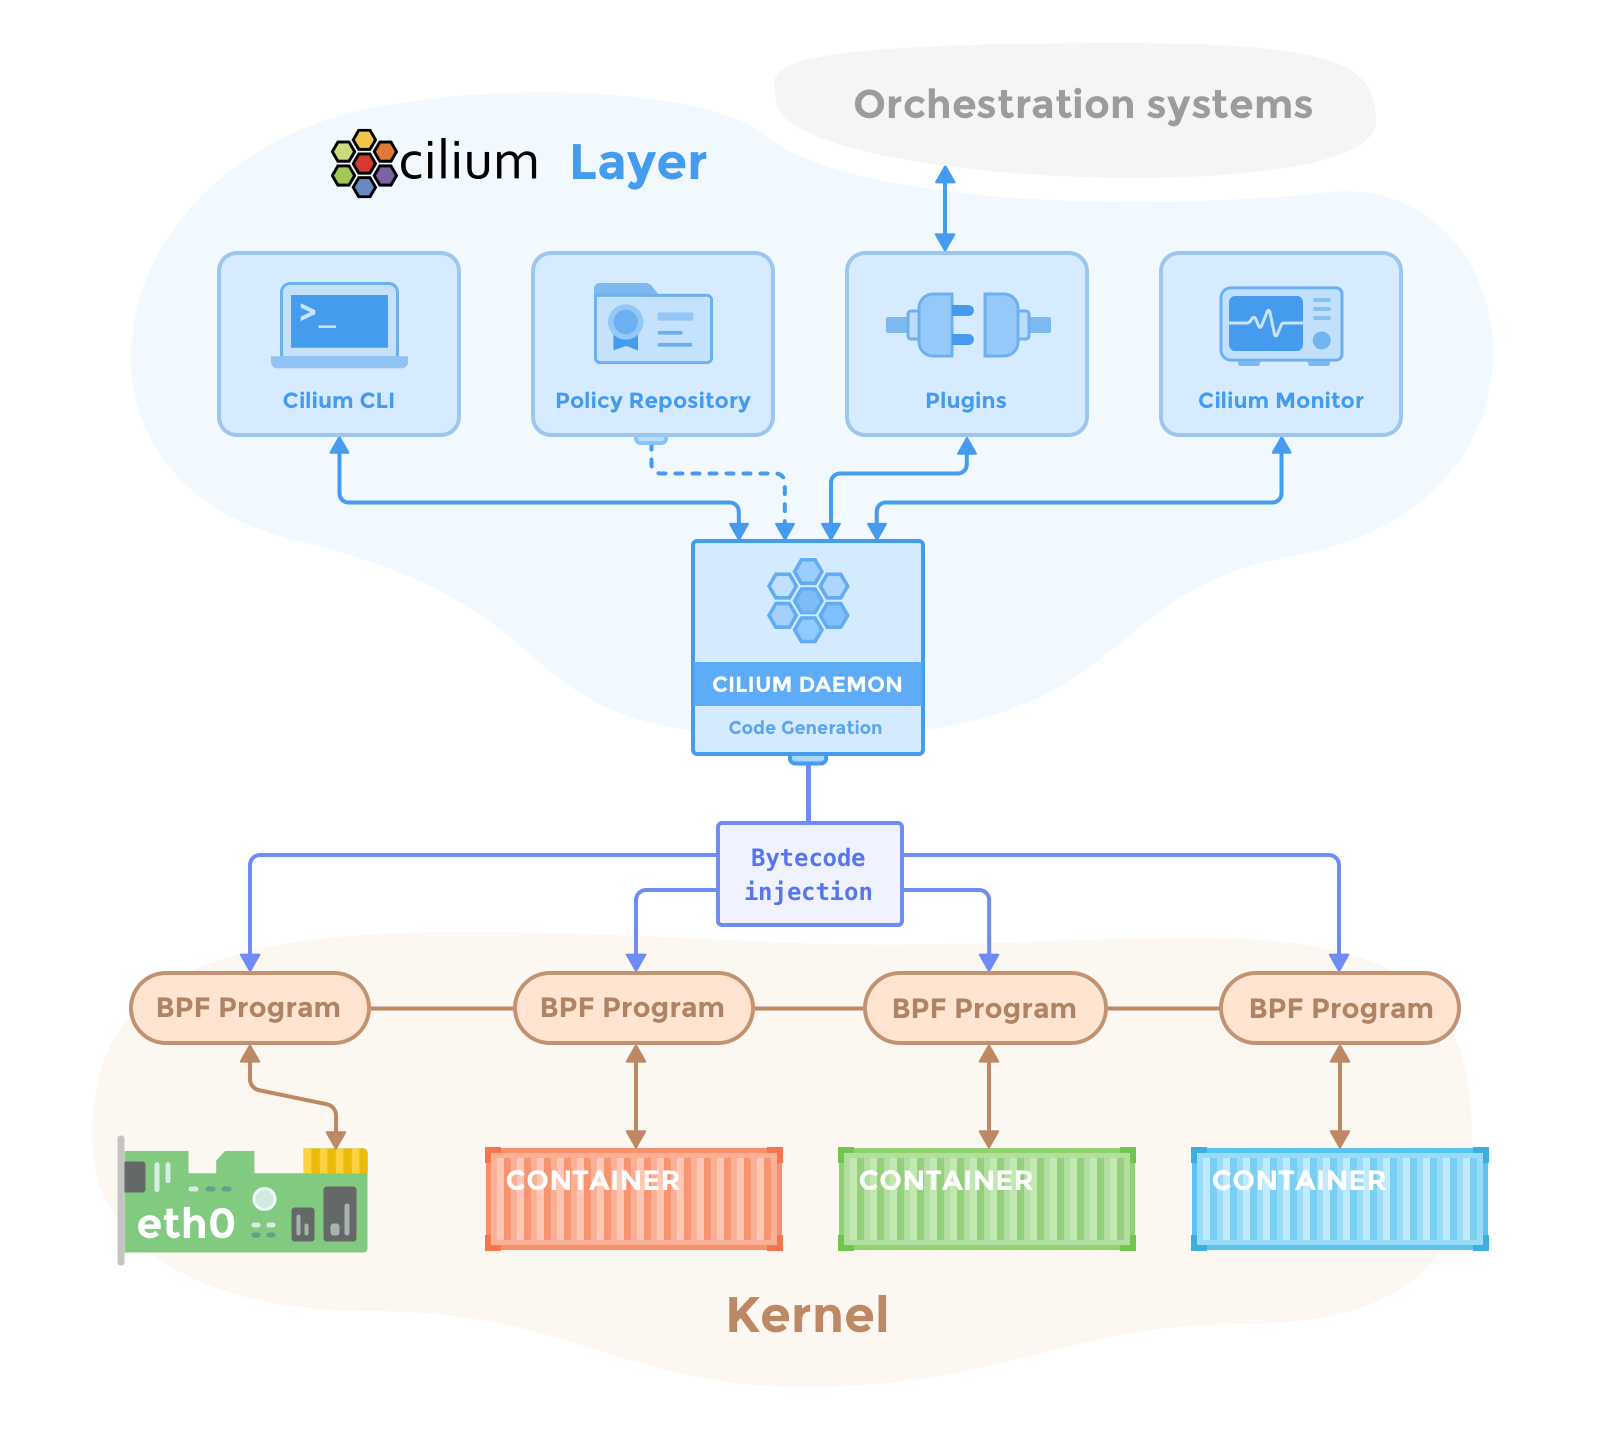 Orchestration systems
cilium Layer
>_
Cilium CLI
Policy Repository
Plugins
Cilium Monitor
CILIUM DAEMON
Code Generation
Bytecode
injection
BPF Program
BPF Program
BPF Program
BPF Program
eth0
CONTAINER
CONTAINER
CONTAINER
Kernel